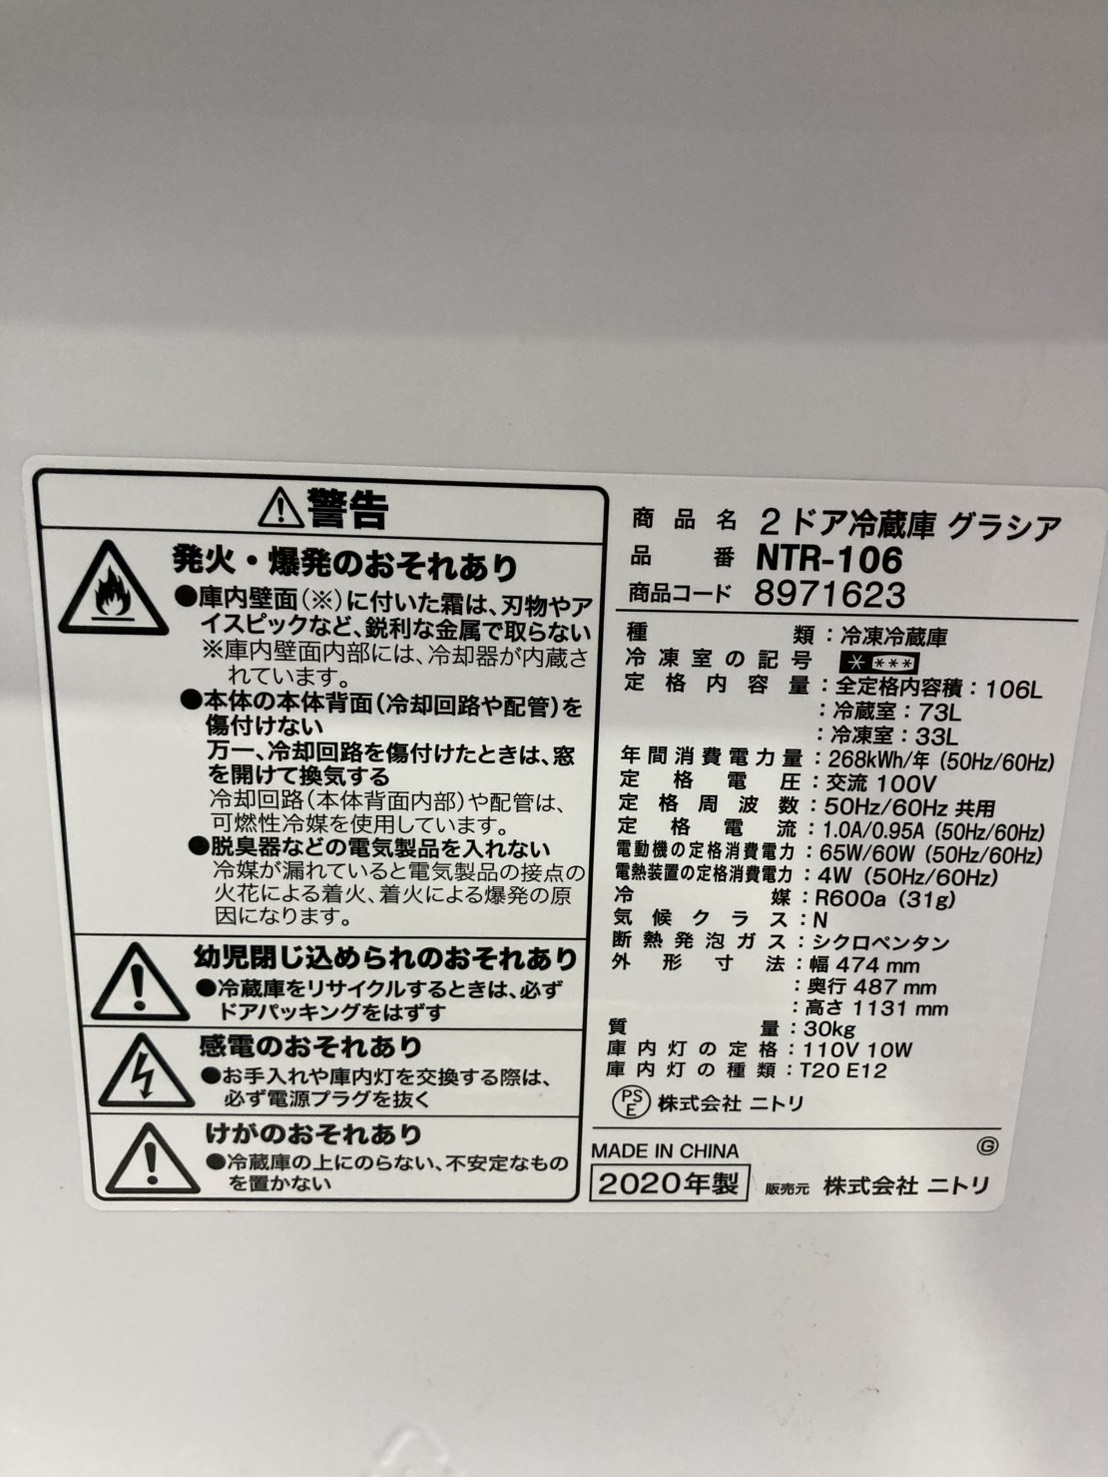 ⚠警告
発火・爆発のおそれあり
●庫内壁面(※)に付いた霜は、刃物やア
イスピックなど、鋭利な金属で取らない
※庫内壁面内部には、冷却器が内蔵さ
れています。
●本体の本体背面(冷却回路や配管)を
傷付けない
万一、冷却回路を傷付けたときは、窓
を開けて換気する
冷却回路(本体背面内部)や配管は、
可燃性冷媒を使用しています。
●脱臭器などの電気製品を入れない
冷媒が漏れていると電気製品の接点の
火花による着火、着火による爆発の原
因になります。
幼児閉じ込められのおそれあり
●冷蔵庫をリサイクルするときは、必ず
ドアパッキングをはずす
感電のおそれあり
●お手入れや庫内灯を交換する際は、
必ず電源プラグを抜く
けがのおそれあり
●冷蔵庫の上にのらない、不安定なもの
を置かない
商品名 2ドア冷蔵庫 グラシア
品番 NTR-106
商品コード 8971623
種類:冷凍冷蔵庫
冷凍室の記号 * ***
定格内容量:全定格内容積:106L
:冷蔵室:73L
:冷凍室:33L
年間消費電力量:268kWh/年 (50Hz/60Hz)
定格電圧:交流 100V
定格周波数:50Hz/60Hz 共用
定格電流:1.0A/0.95A (50Hz/60Hz)
電動機の定格消費電力:65W/60W (50Hz/60Hz)
電熱装置の定格消費電力:4W (50Hz/60Hz)
冷媒:R600a (31g)
気候クラス:N
断熱発泡ガス:シクロペンタン
外形寸法:幅 474 mm
:奥行 487 mm
:高さ 1131 mm
質量:30kg
庫内灯の定格:110V 10W
庫内灯の種類:T20 E12
PSE 株式会社 ニトリ
MADE IN CHINA Ⓖ
2020年製 販売元 株式会社 ニトリ